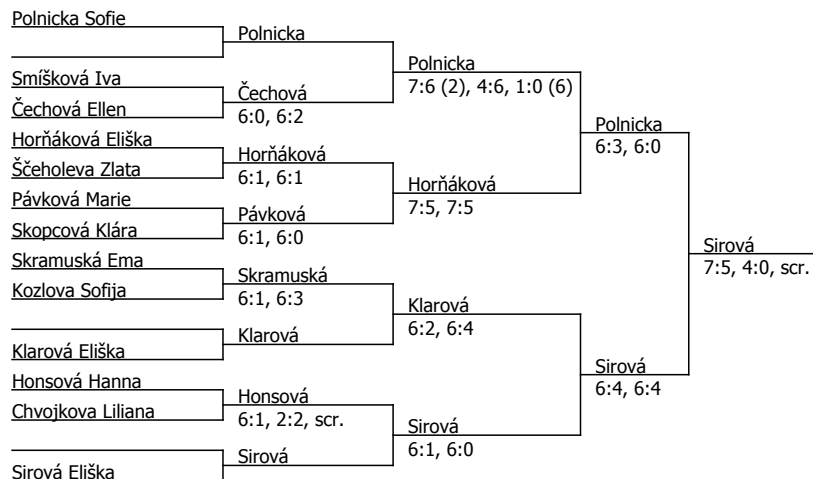 Polnicka Sofie
Smíšková Iva
Čechová Ellen
Horňáková Eliška
Ščeholeva Zlata
Pávková Marie
Skopcová Klára
Skramuská Ema
Kozlova Sofija
Klarová Eliška
Honsová Hanna
Chvojkova Liliana
Sirová Eliška
Polnicka
Čechová
6:0, 6:2
Horňáková
6:1, 6:1
Pávková
6:1, 6:0
Skramuská
6:1, 6:3
Klarová
Honsová
6:1, 2:2, scr.
Sirová
Polnicka
7:6 (2), 4:6, 1:0 (6)
Horňáková
7:5, 7:5
Klarová
6:2, 6:4
Sirová
6:1, 6:0
Polnicka
6:3, 6:0
Sirová
6:4, 6:4
Sirová
7:5, 4:0, scr.